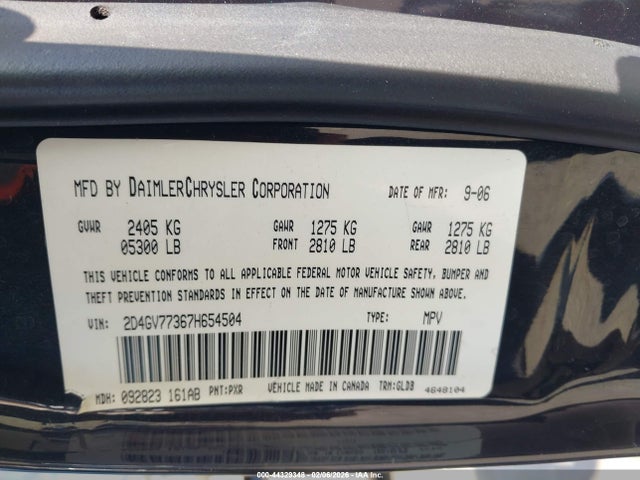 MFD BY DAIMLERCHRYSLER CORPORATION DATE OF MFR: 9-06
GVWR 2405 KG GAWR 1275 KG GAWR 1275 KG
05300 LB FRONT 2810 LB REAR 2810 LB
THIS VEHICLE CONFORMS TO ALL APPLICABLE FEDERAL MOTOR VEHICLE SAFETY, BUMPER AND
THEFT PREVENTION STANDARDS IN EFFECT ON THE DATE OF MANUFACTURE SHOWN ABOVE.
VIN: 2D4GV77367H654504 TYPE: MPV
MDH: 092823 161AB PNT:PXR VEHICLE MADE IN CANADA TRM:GLDB 4648104
000-44329348 - 02/06/2026 - IAA Inc.